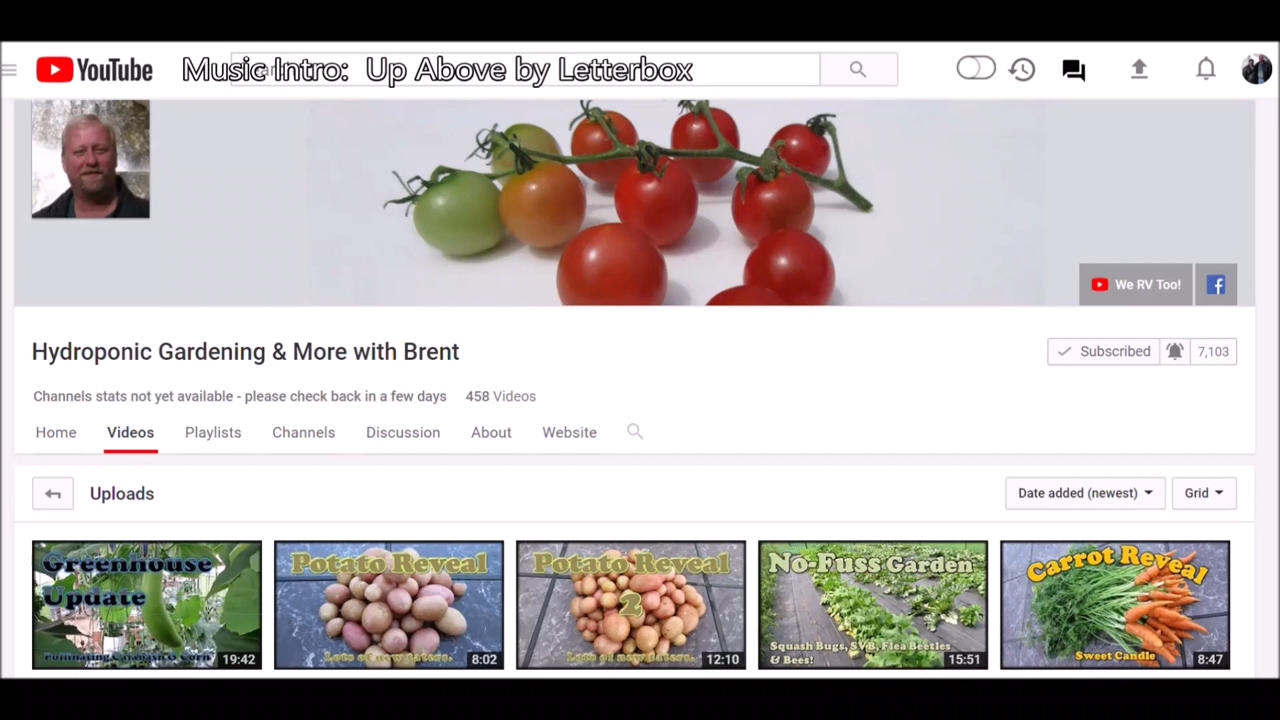 YouTube
Music Intro: Up Above by Letterbox
We RV Too!
Hydroponic Gardening & More with Brent
Subscribed 7,103
Channels stats not yet available - please check back in a few days 458 Videos
Home Videos Playlists Channels Discussion About Website
Uploads
Date added (newest) Grid
Greenhouse
Update
Pollinating Carabash & Corn
19:42
Potato Reveal
Lots of new taters.
8:02
Potato Reveal
2
Lots of new taters.
12:10
No-Fuss Garden
Squash Bugs, SVB, Flea Beetles
& Bees!
15:51
Carrot Reveal
Sweet Candle
8:47